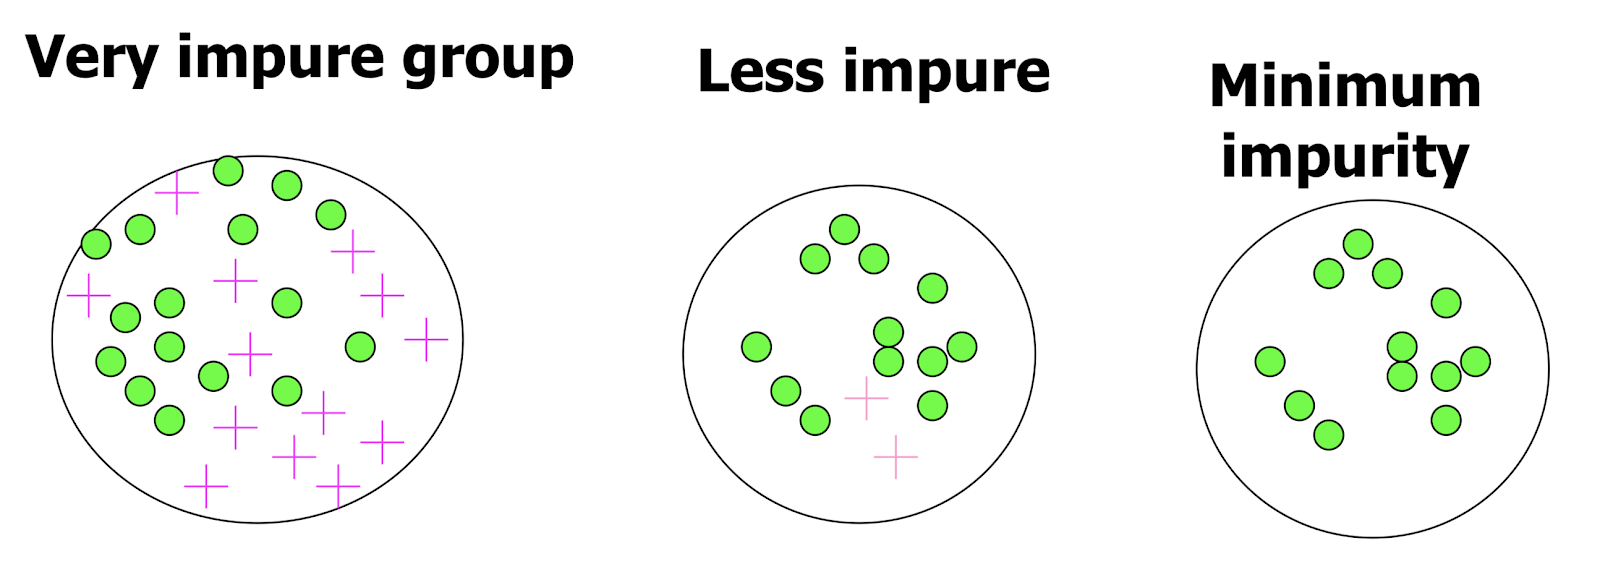 Very impure group
Less impure
Minimum
impurity